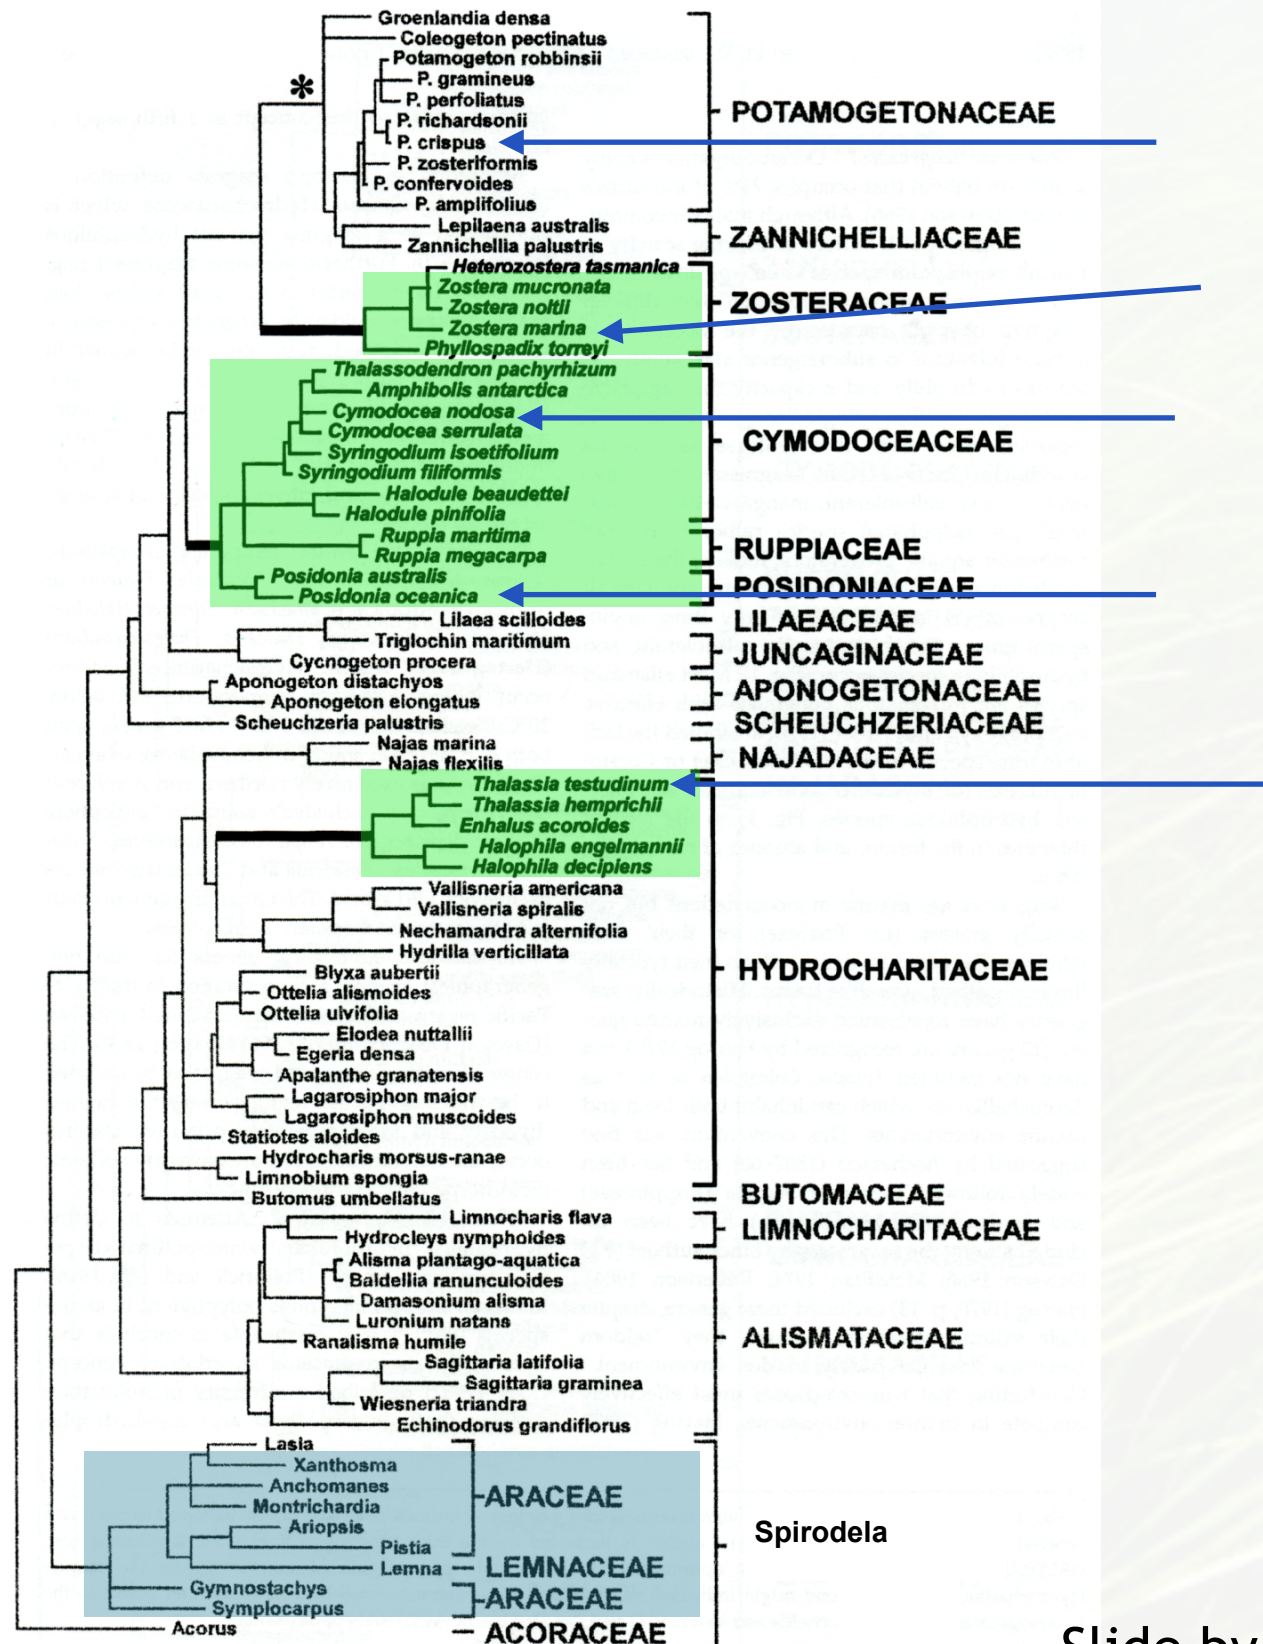 Groenlandia densa
Coleogeton pectinatus
Potamogeton robbinsii
P. gramineus
P. perfoliatus
P. richardsonii
P. crispus
P. zosteriformis
P. confervoides
P. amplifolius
POTAMOGETONACEAE
Lepilaena australis
Zannichellia palustris
ZANNICHELLIACEAE
Heterozostera tasmanica
Zostera mucronata
Zostera noltii
Zostera marina
Phyllospadix torreyi
ZOSTERACEAE
Thalassodendron pachyrhizum
Amphibolis antarctica
Cymodocea nodosa
Cymodocea serrulata
Syringodium isoetifolium
Syringodium filiformis
Halodule beaudettei
Halodule pinifolia
CYMODOCEACEAE
Ruppia maritima
Ruppia megacarpa
RUPPIACEAE
Posidonia australis
Posidonia oceanica
POSIDONIACEAE
Lilaea scilloides
LILAEACEAE
Triglochin maritimum
Cycnogeton procera
JUNCAGINACEAE
Aponogeton distachyos
Aponogeton elongatus
APONOGETONACEAE
Scheuchzeria palustris
SCHEUCHZERIACEAE
Najas marina
Najas flexilis
NAJADACEAE
Thalassia testudinum
Thalassia hemprichii
Enhalus acoroides
Halophila engelmannii
Halophila decipiens
Vallisneria americana
Vallisneria spiralis
Nechamandra alternifolia
Hydrilla verticillata
Blyxa aubertii
Ottelia alismoides
Ottelia ulvifolia
Elodea nuttallii
Egeria densa
Apalanthe granatensis
Lagarosiphon major
Lagarosiphon muscoides
Statiotes aloides
Hydrocharis morsus-ranae
Limnobium spongia
HYDROCHARITACEAE
Butomus umbellatus
BUTOMACEAE
Limnocharis flava
Hydrocleys nymphoides
LIMNOCHARITACEAE
Alisma plantago-aquatica
Baldellia ranunculoides
Damasonium alisma
Luronium natans
Ranalisma humile
Sagittaria latifolia
Sagittaria graminea
Wiesneria triandra
Echinodorus grandiflorus
ALISMATACEAE
Lasia
Xanthosma
Anchomanes
Montrichardia
Ariopsis
Pistia
ARACEAE
Lemna
LEMNACEAE
Gymnostachys
Symplocarpus
ARACEAE
Acorus
ACORACEAE
Spirodela
Slide by